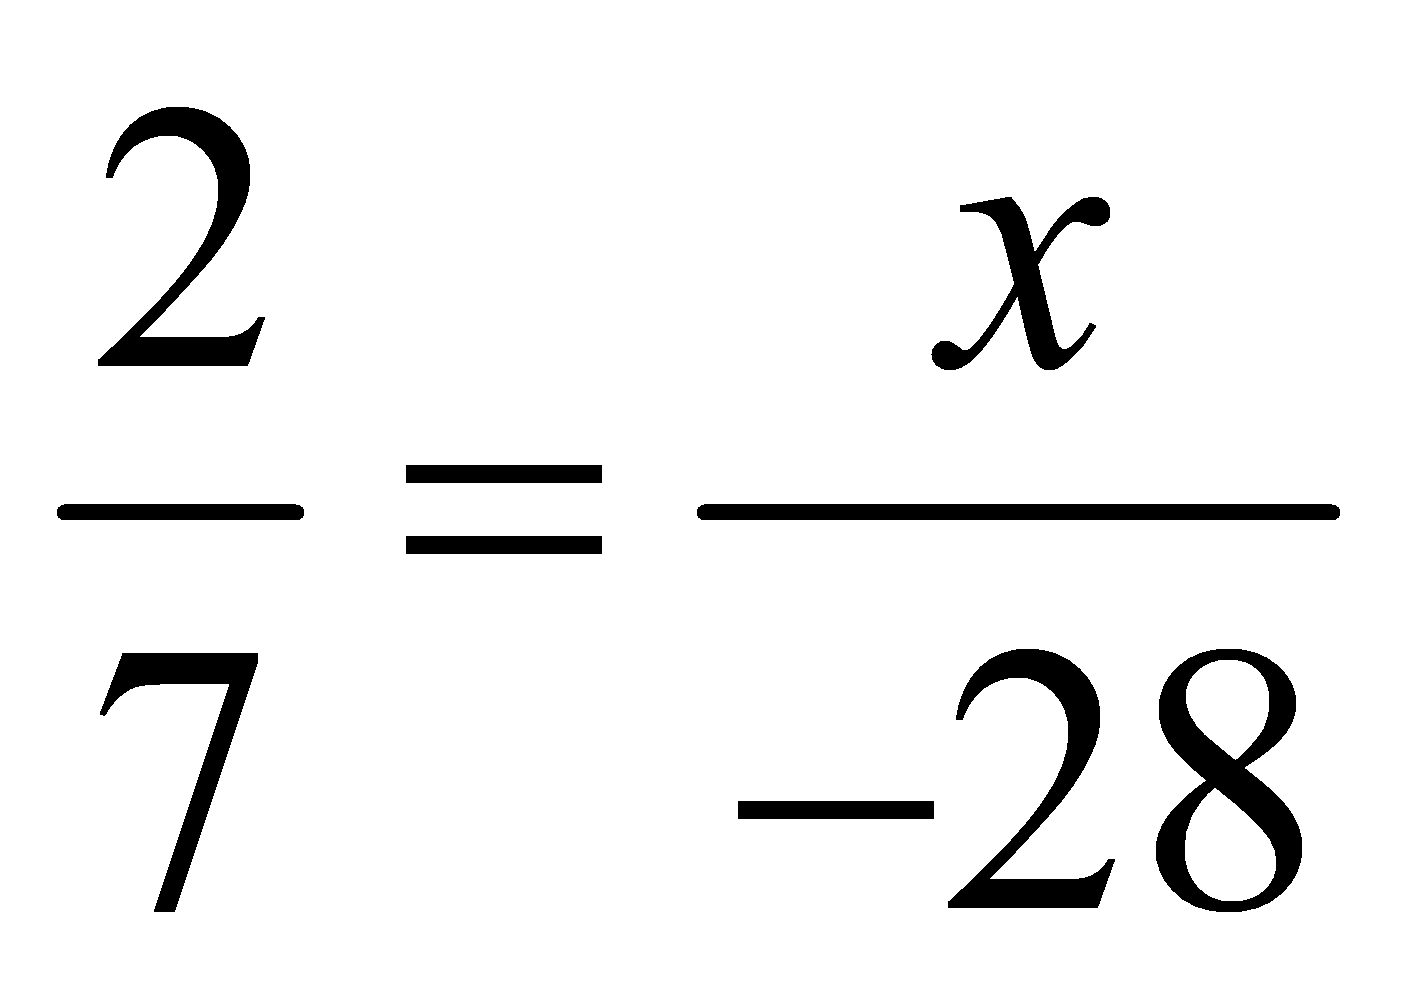 2/7 = x/−28